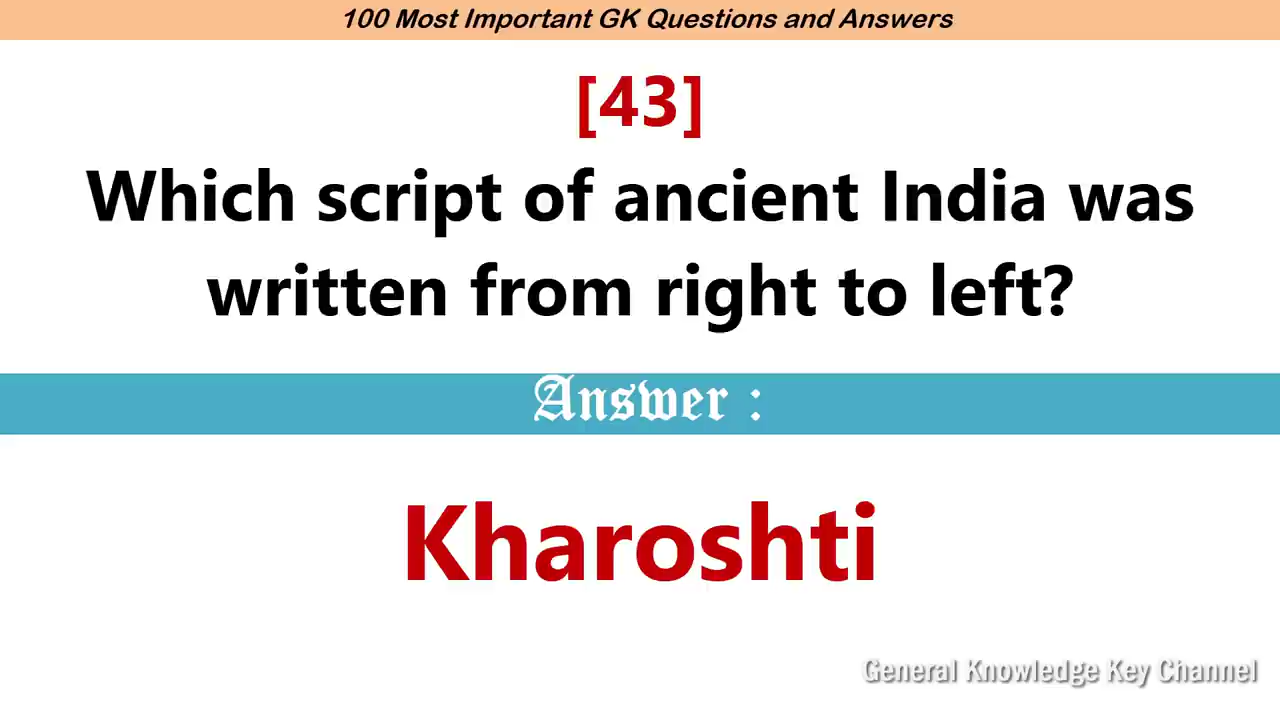 100 Most Important GK Questions and Answers
[43]
Which script of ancient India was
written from right to left?
Answer :
Kharoshti
General Knowledge Key Channel